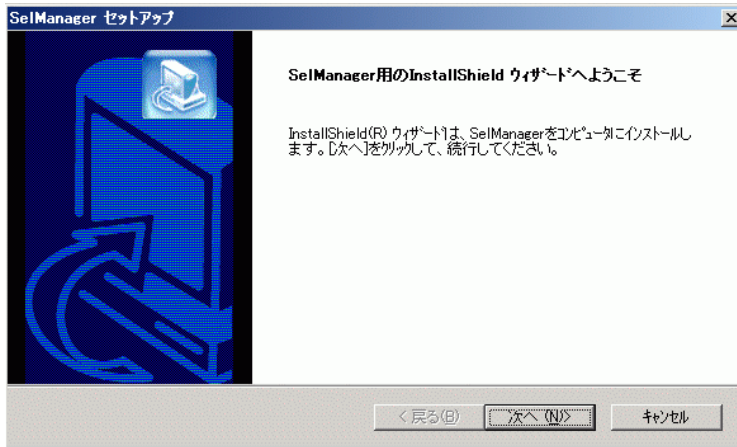 SelManager セットアップ
SelManager用のInstallShield ウィザードへようこそ
InstallShield(R) ウィザードは、SelManagerをコンピュータにインストールし
ます。[次へ]をクリックして、続行してください。
< 戻る(B)
次へ (N)>
キャンセル